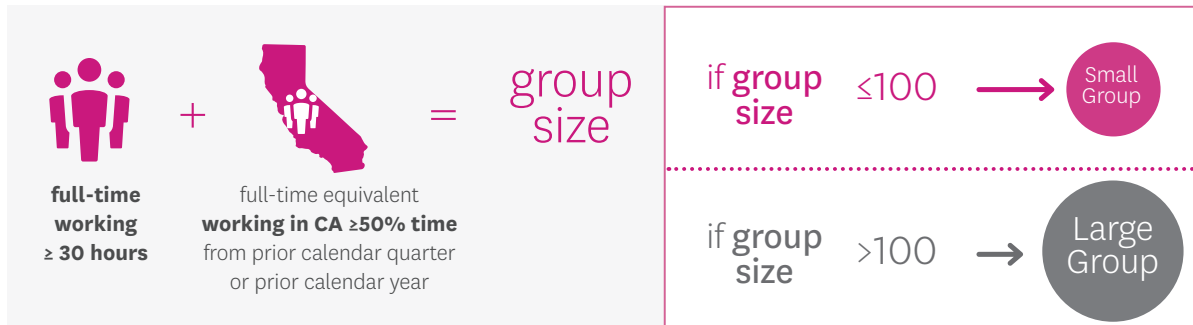 +
=
group
size
full-time
working
≥ 30 hours
full-time equivalent
working in CA ≥50% time
from prior calendar quarter
or prior calendar year
if group
size
≤100
Small
Group
if group
size
>100
Large
Group